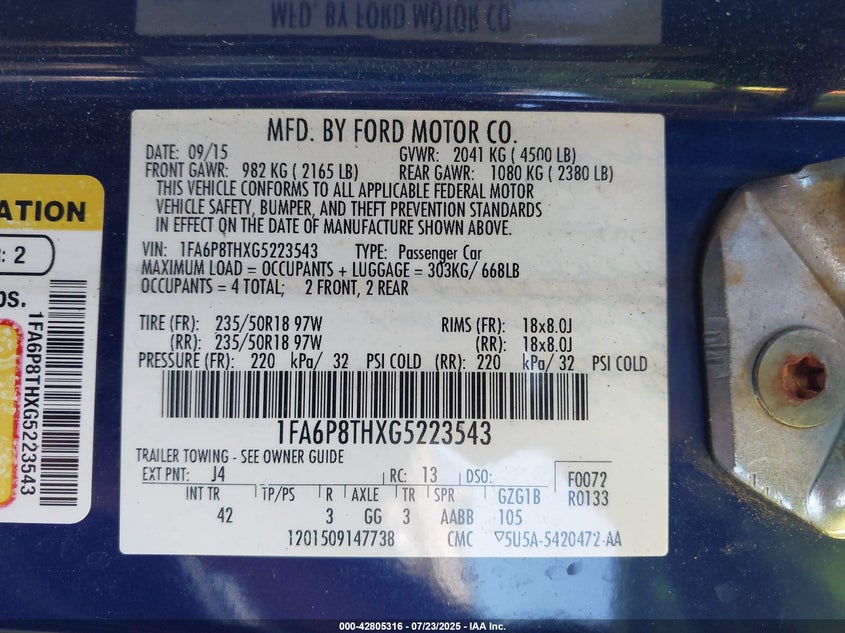 MFD. BY FORD MOTOR CO.
MFD. BY FORD MOTOR CO.
DATE: 09/15 GVWR: 2041 KG ( 4500 LB)
FRONT GAWR: 982 KG ( 2165 LB) REAR GAWR: 1080 KG ( 2380 LB)
THIS VEHICLE CONFORMS TO ALL APPLICABLE FEDERAL MOTOR
VEHICLE SAFETY, BUMPER, AND THEFT PREVENTION STANDARDS
IN EFFECT ON THE DATE OF MANUFACTURE SHOWN ABOVE.
VIN: 1FA6P8THXG5223543 TYPE: Passenger Car
MAXIMUM LOAD = OCCUPANTS + LUGGAGE = 303KG/ 668LB
OCCUPANTS = 4 TOTAL; 2 FRONT, 2 REAR
TIRE (FR): 235/50R18 97W RIMS (FR): 18x8.0J
(RR): 235/50R18 97W (RR): 18x8.0J
PRESSURE (FR): 220 kPa/ 32 PSI COLD (RR): 220 kPa/ 32 PSI COLD
1FA6P8THXG5223543
TRAILER TOWING - SEE OWNER GUIDE
EXT PNT: J4 RC: 13 DSO: F0072
R0133
INT TR TP/PS R AXLE TR SPR GZG1B
42 3 GG 3 AABB 105
1201509147738 CMC 5U5A-5420472-AA
ATION
: 2
OS.
1FA6P8THXG5223543
000-42805316 - 07/23/2025 - IAA Inc.